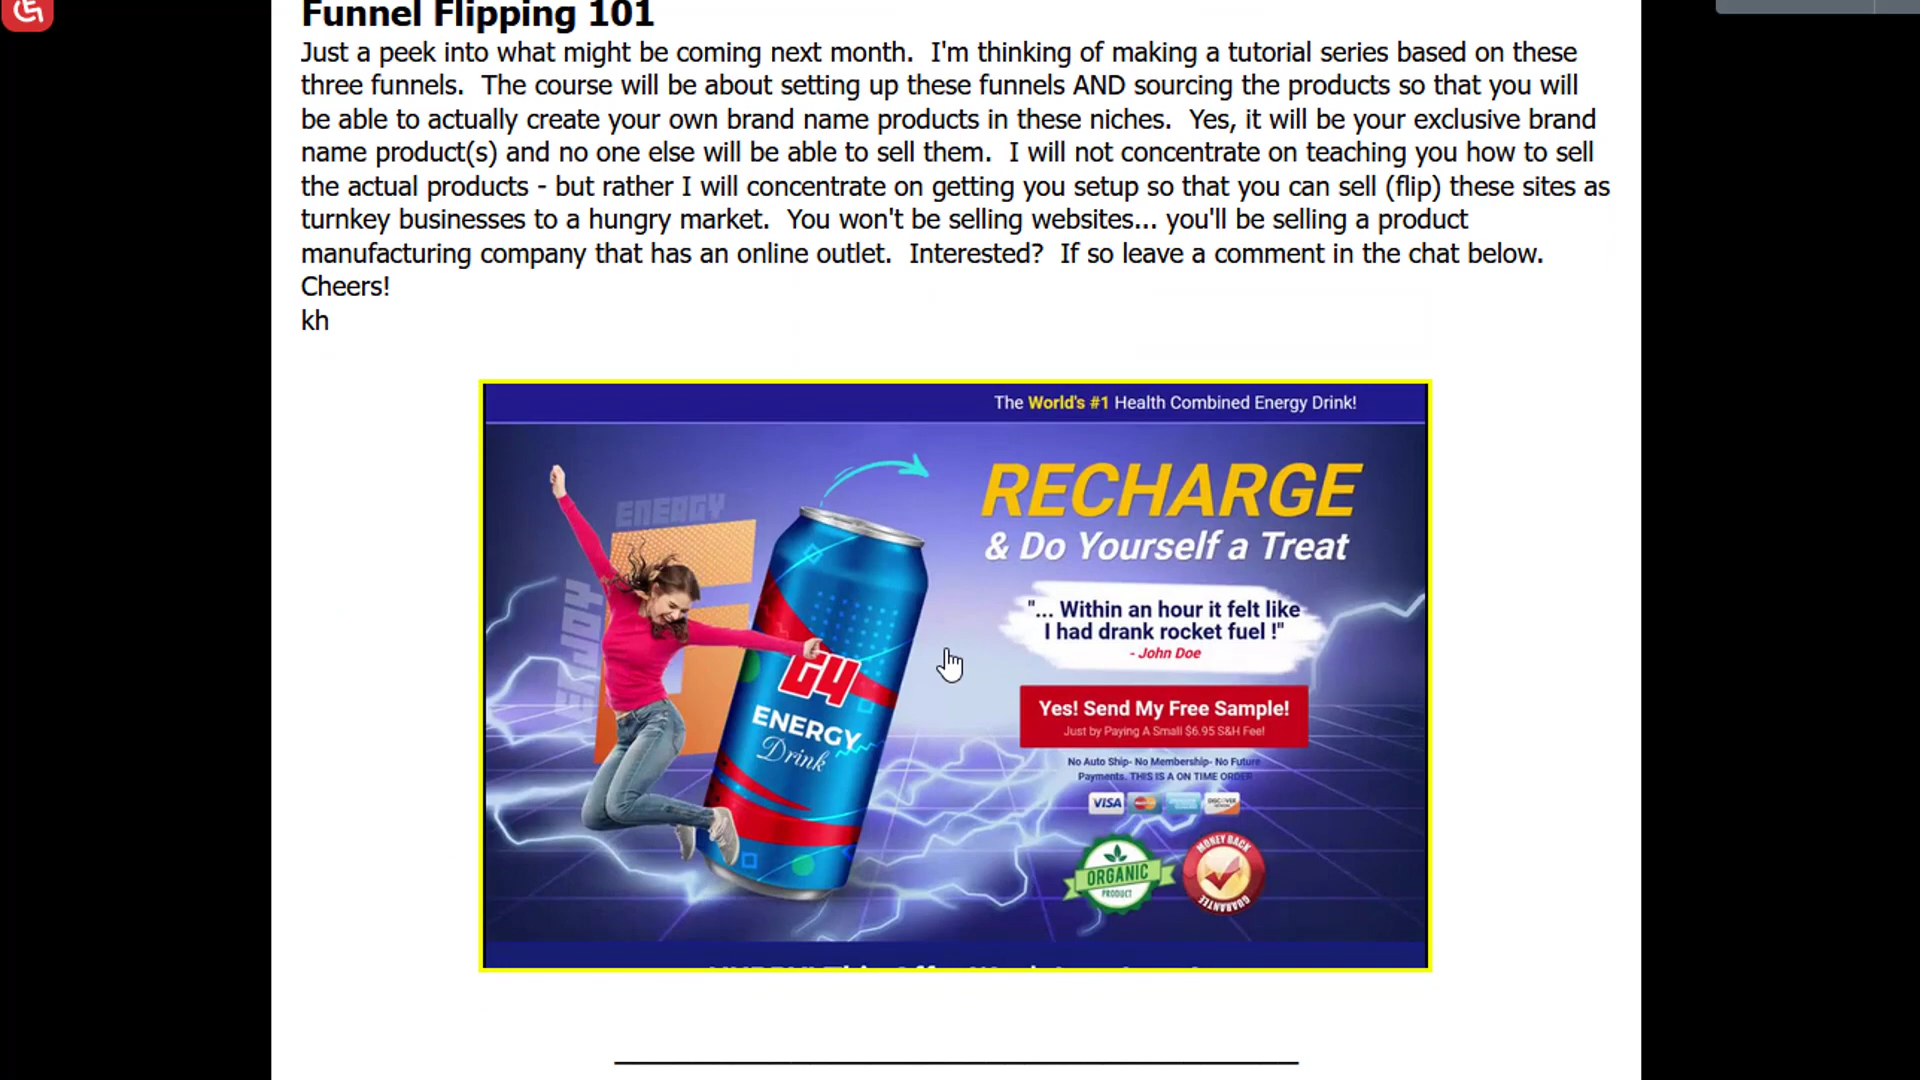 Funnel Flipping 101
Just a peek into what might be coming next month. I'm thinking of making a tutorial series based on these
three funnels. The course will be about setting up these funnels AND sourcing the products so that you will
be able to actually create your own brand name products in these niches. Yes, it will be your exclusive brand
name product(s) and no one else will be able to sell them. I will not concentrate on teaching you how to sell
the actual products - but rather I will concentrate on getting you setup so that you can sell (flip) these sites as
turnkey businesses to a hungry market. You won't be selling websites... you'll be selling a product
manufacturing company that has an online outlet. Interested? If so leave a comment in the chat below.
Cheers!
kh
The World's #1 Health Combined Energy Drink!
RECHARGE
& Do Yourself a Treat
"... Within an hour it felt like
I had drank rocket fuel !"
- John Doe
Yes! Send My Free Sample!
Just by Paying A Small $6.95 S&H Fee!
No Auto Ship- No Membership- No Future
Payments. THIS IS A ON TIME ORDER
VISA
DISCOVER
ORGANIC
PRODUCT
MONEY BACK
GUARANTEE
ENERGY
ENJOY
G4
ENERGY
Drink